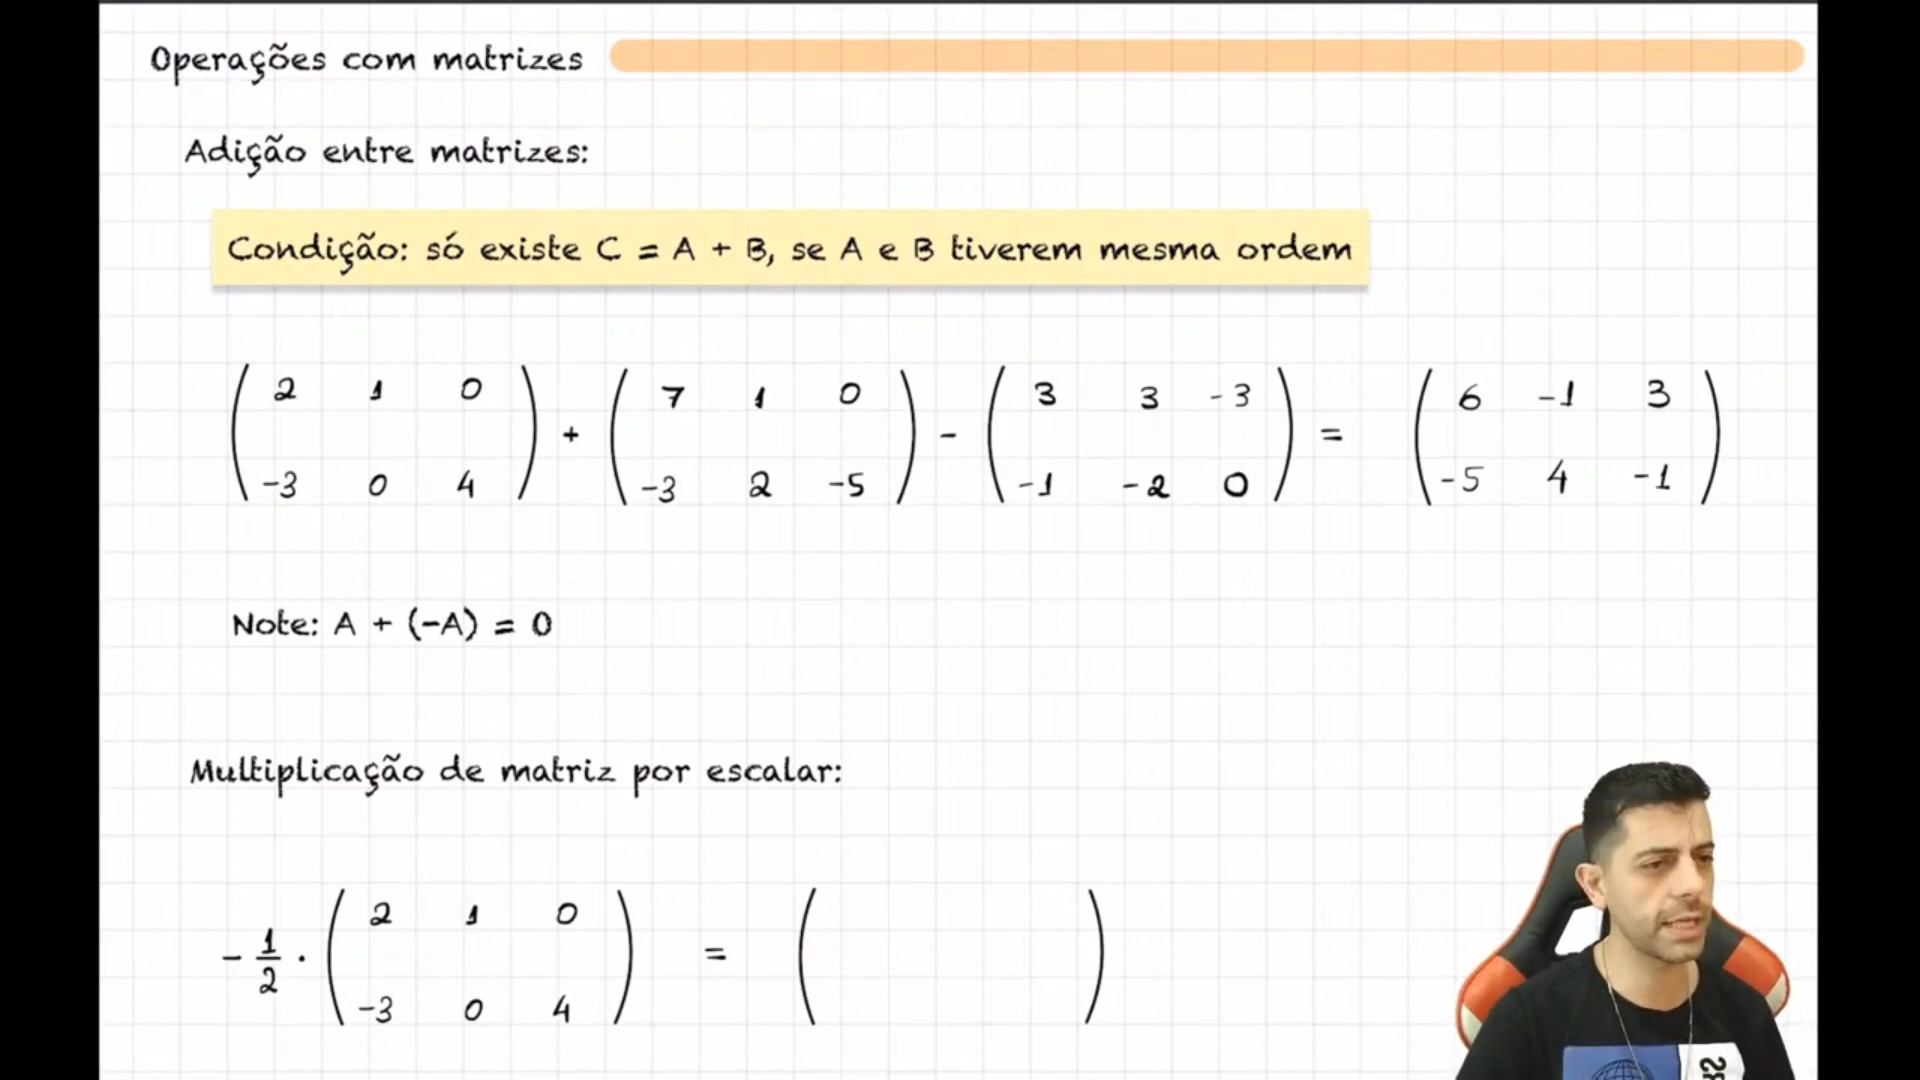 Operações com matrizes
Adição entre matrizes:
Condição: só existe C = A + B, se A e B tiverem mesma ordem
( 2 1 0 ) + ( 7 1 0 ) - ( 3 3 -3 ) = ( 6 -1 3 )
( -3 0 4 ) ( -3 2 -5 ) ( -1 -2 0 ) ( -5 4 -1 )
Note: A + (-A) = 0
Multiplicação de matriz por escalar:
- 1/2 · ( 2 1 0 ) = ( )
( -3 0 4 )